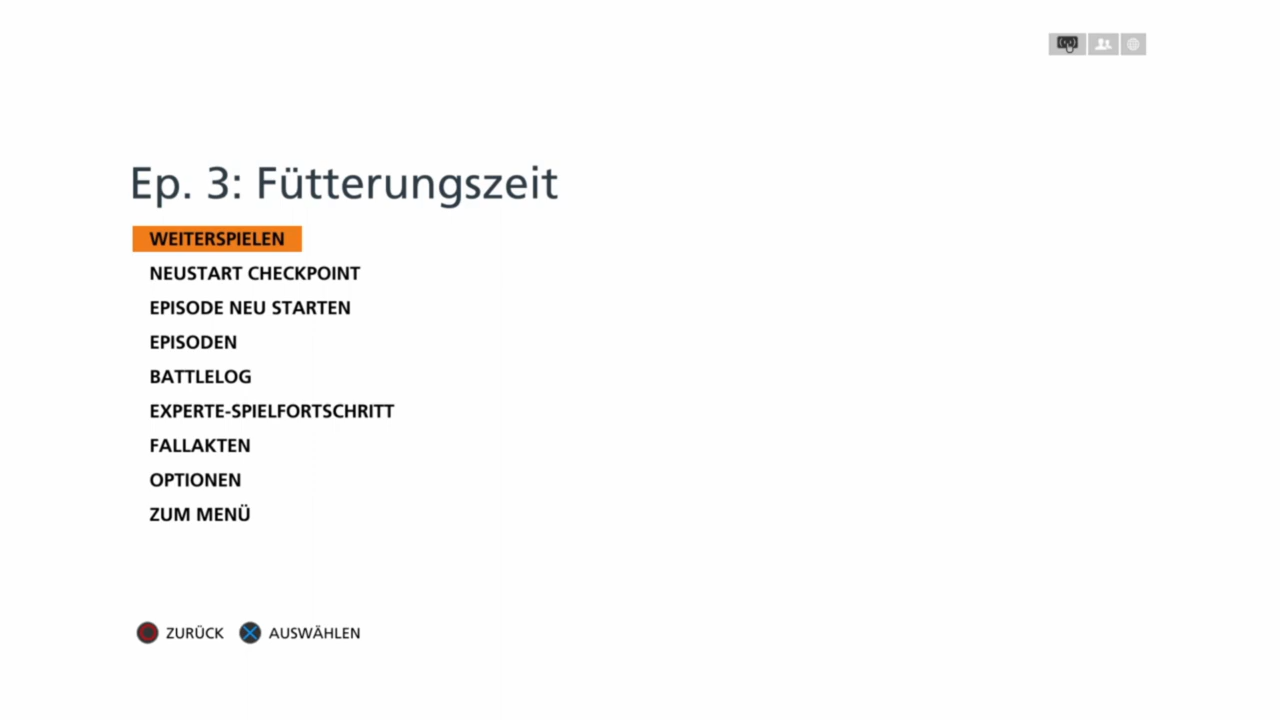 Ep. 3: Fütterungszeit
WEITERSPIELEN
NEUSTART CHECKPOINT
EPISODE NEU STARTEN
EPISODEN
BATTLELOG
EXPERTE-SPIELFORTSCHRITT
FALLAKTEN
OPTIONEN
ZUM MENÜ
ZURÜCK AUSWÄHLEN